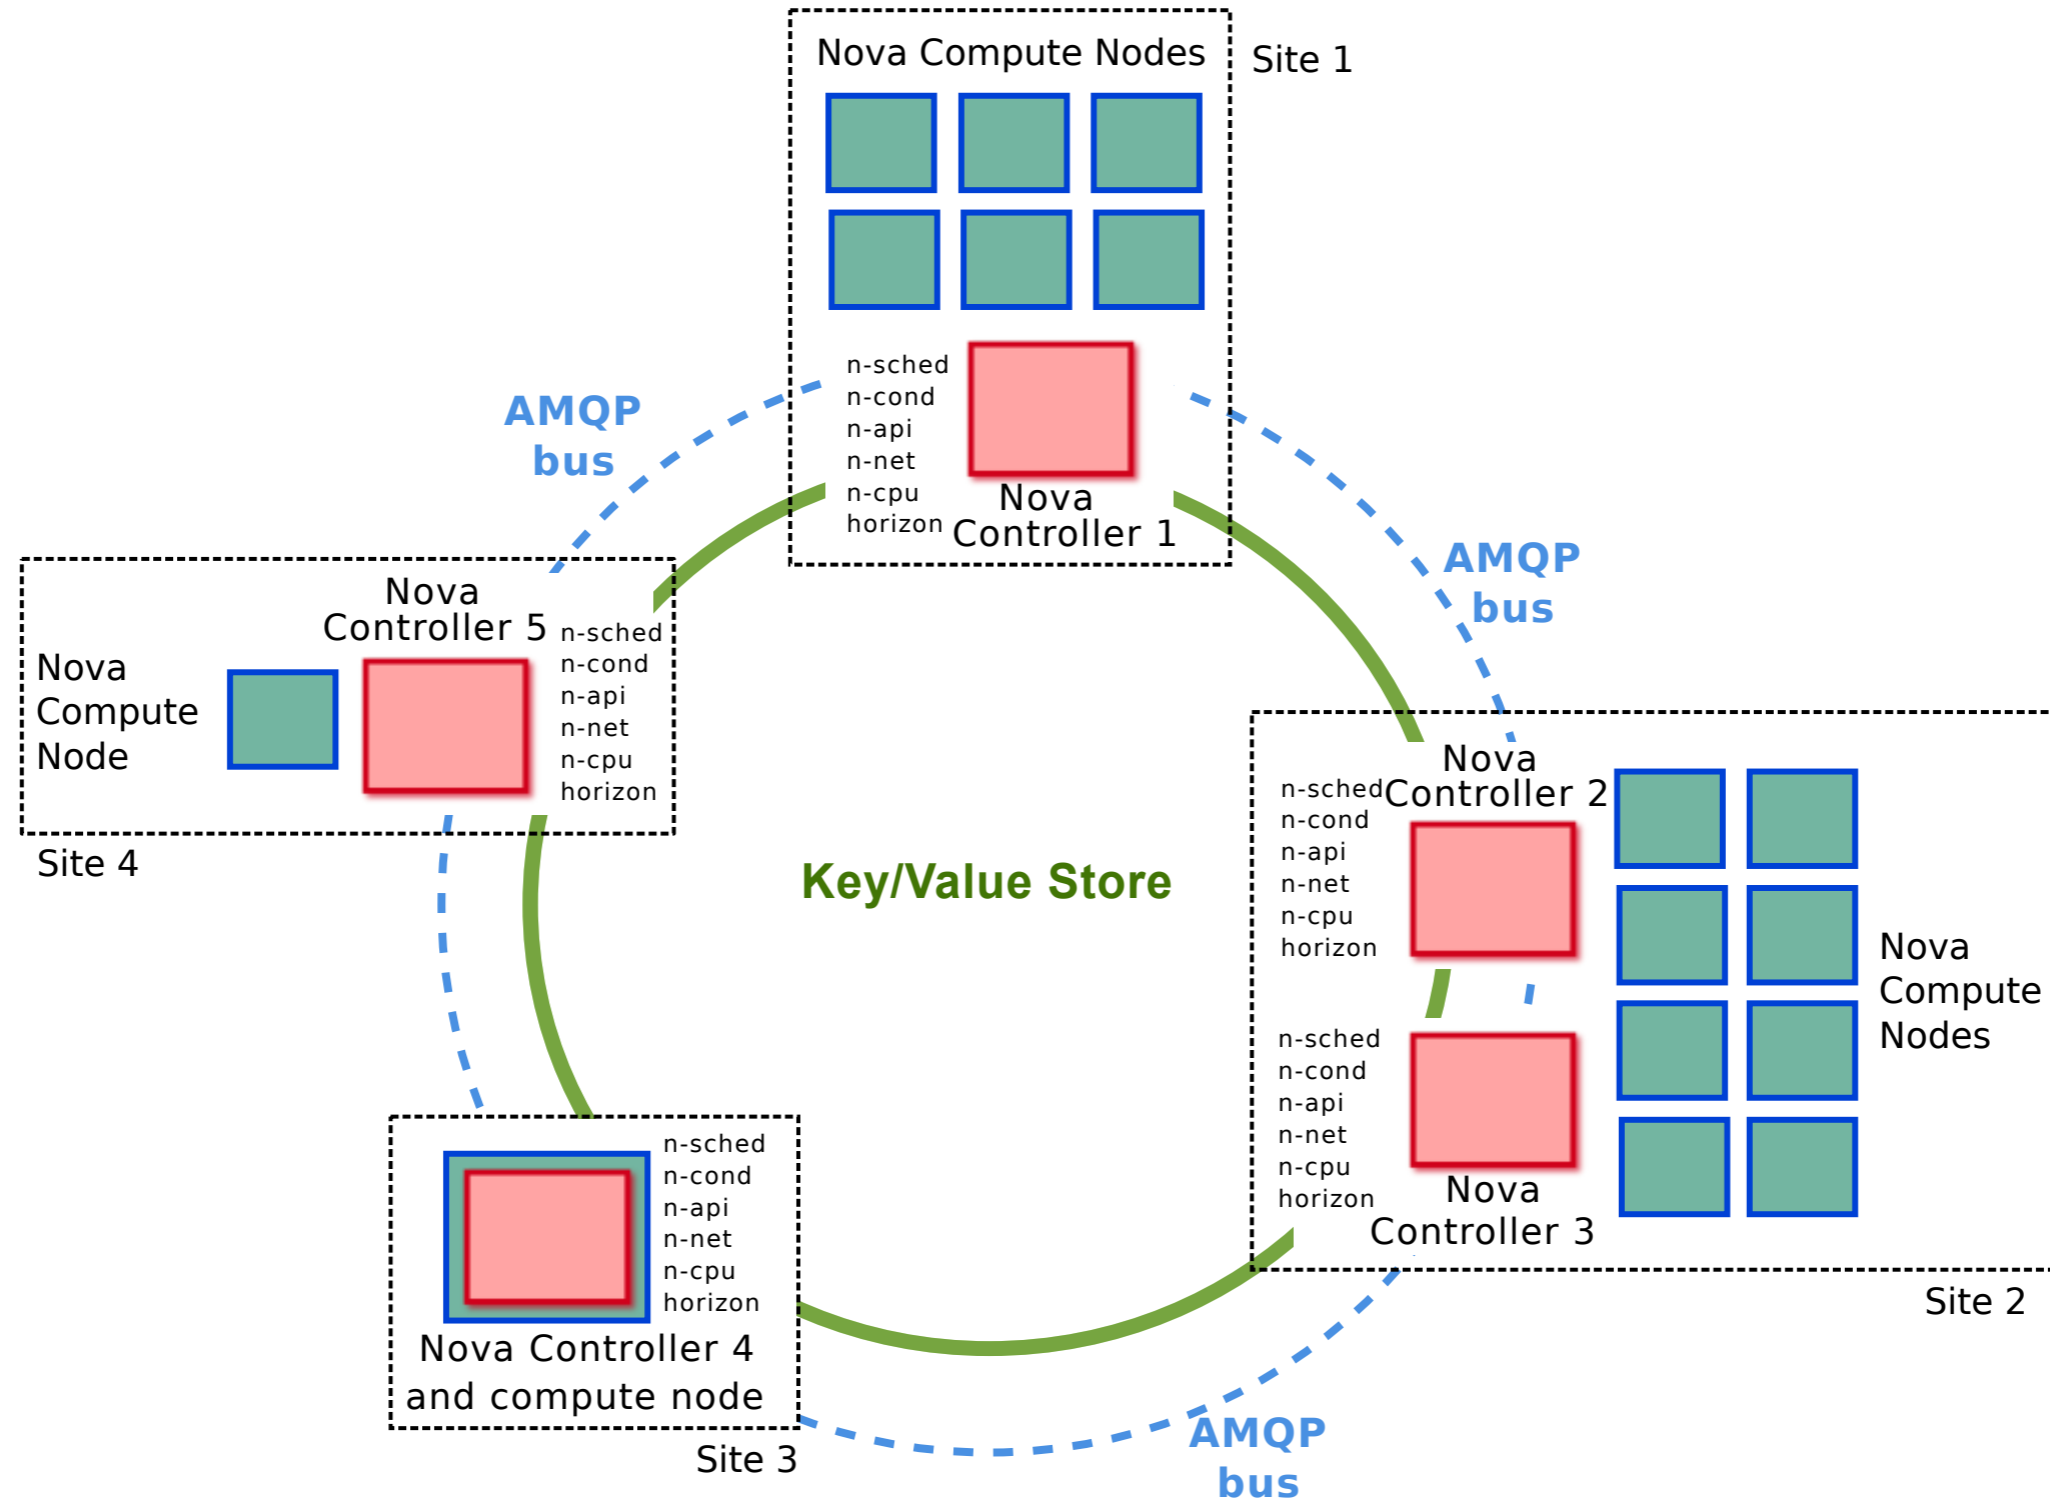 Nova Compute Nodes
Site 1
n-sched
n-cond
n-api
n-net
n-cpu
horizon
Nova
Controller 1
AMQP
bus
AMQP
bus
Nova
Controller 5
n-sched
n-cond
n-api
n-net
n-cpu
horizon
Nova
Compute
Node
Site 4
Key/Value Store
Nova
Controller 2
n-sched
n-cond
n-api
n-net
n-cpu
horizon
Nova
Compute
Nodes
n-sched
n-cond
n-api
n-net
n-cpu
horizon
Nova
Controller 3
Site 2
n-sched
n-cond
n-api
n-net
n-cpu
horizon
Nova Controller 4
and compute node
Site 3
AMQP
bus